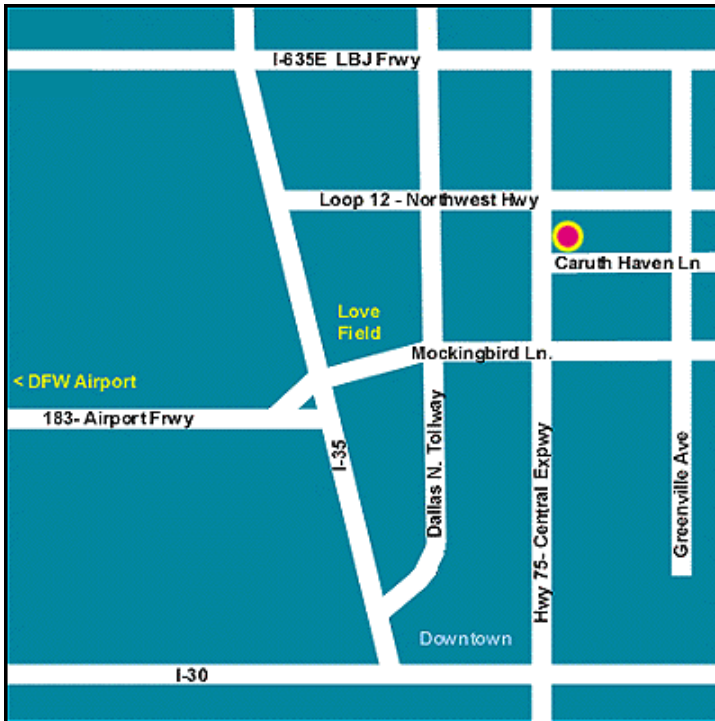 I-635E LBJ Frwy
Loop 12 - Northwest Hwy
Caruth Haven Ln
Love
Field
Mockingbird Ln.
< DFW Airport
183- Airport Frwy
I-35
Dallas N. Tollway
Hwy 75- Central Expwy
Greenville Ave
Downtown
I-30